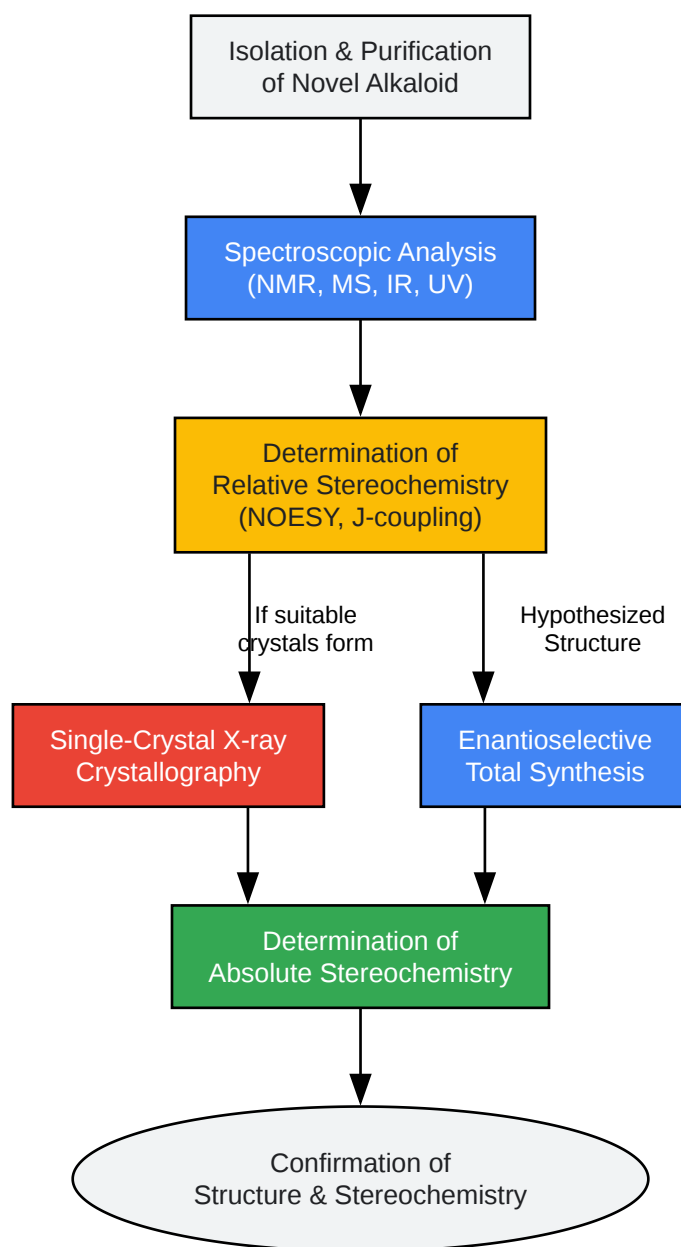 Isolation & Purification
of Novel Alkaloid
Spectroscopic Analysis
(NMR, MS, IR, UV)
Determination of
Relative Stereochemistry
(NOESY, J-coupling)
If suitable
crystals form
Hypothesized
Structure
Single-Crystal X-ray
Crystallography
Enantioselective
Total Synthesis
Determination of
Absolute Stereochemistry
Confirmation of
Structure & Stereochemistry